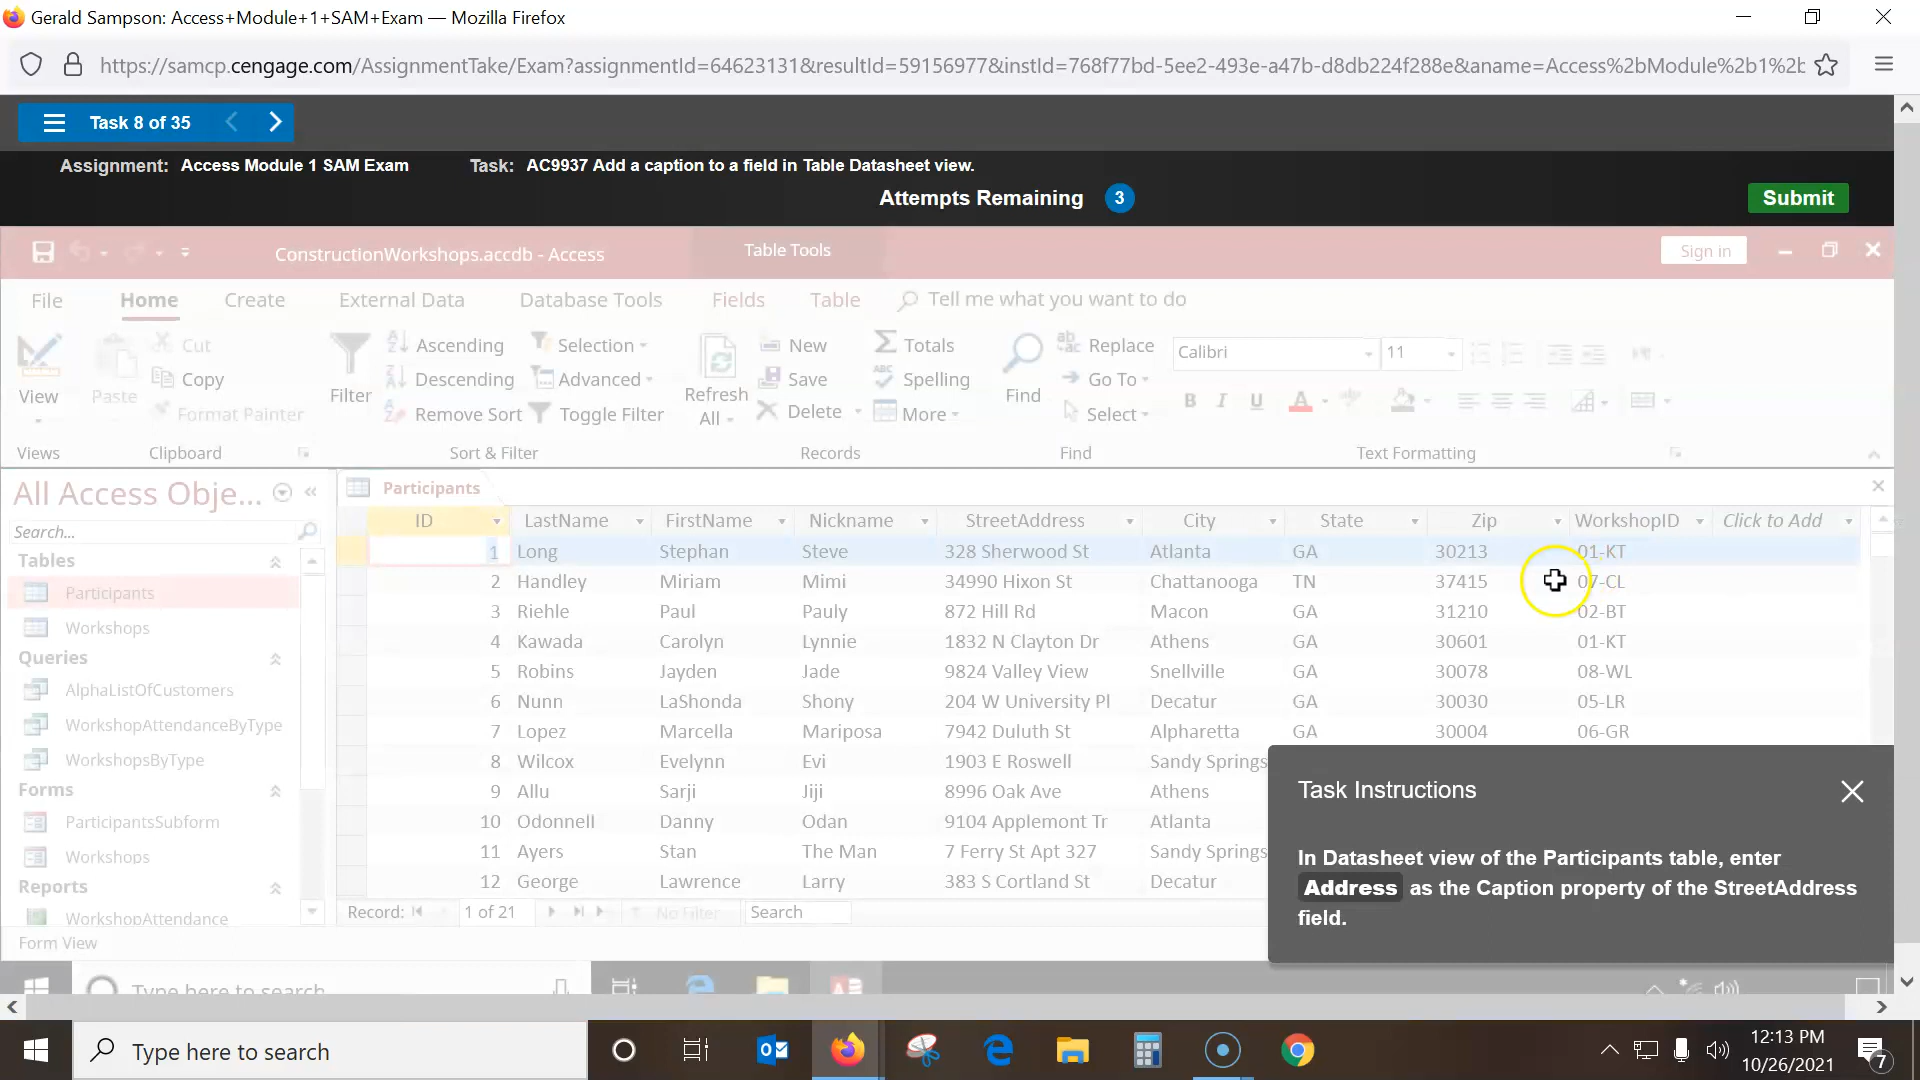 Gerald Sampson: Access+Module+1+SAM+Exam — Mozilla Firefox
https://samcp.cengage.com/AssignmentTake/Exam?assignmentId=64623131&resultId=59156977&instId=768f77bd-5ee2-493e-a47b-d8db224f288e&aname=Access%2bModule%2b1%2b
Task 8 of 35
Assignment: Access Module 1 SAM Exam Task: AC9937 Add a caption to a field in Table Datasheet view.
Attempts Remaining 3 Submit
ConstructionWorkshops.accdb - Access Table Tools Sign in
File Home Create External Data Database Tools Fields Table Tell me what you want to do
View Paste Cut Copy Format Painter
Filter Ascending Descending Remove Sort Selection Advanced Toggle Filter
Refresh All New Save Delete Totals Spelling More
Find Replace Go To Select
Calibri 11
B I U A
Views Clipboard Sort & Filter Records Find Text Formatting
All Access Obje...
Search...
Tables
Participants
Workshops
Queries
AlphaListOfCustomers
WorkshopAttendanceByType
WorkshopsByType
Forms
ParticipantsSubform
Workshops
Reports
WorkshopAttendance
Participants
ID LastName FirstName Nickname StreetAddress City State Zip WorkshopID Click to Add
1 Long Stephan Steve 328 Sherwood St Atlanta GA 30213 01-KT
2 Handley Miriam Mimi 34990 Hixon St Chattanooga TN 37415 07-CL
3 Riehle Paul Pauly 872 Hill Rd Macon GA 31210 02-BT
4 Kawada Carolyn Lynnie 1832 N Clayton Dr Athens GA 30601 01-KT
5 Robins Jayden Jade 9824 Valley View Snellville GA 30078 08-WL
6 Nunn LaShonda Shony 204 W University Pl Decatur GA 30030 05-LR
7 Lopez Marcella Mariposa 7942 Duluth St Alpharetta GA 30004 06-GR
8 Wilcox Evelynn Evi 1903 E Roswell Sandy Springs
9 Allu Sarji Jiji 8996 Oak Ave Athens
10 Odonnell Danny Odan 9104 Applemont Tr Atlanta
11 Ayers Stan The Man 7 Ferry St Apt 327 Sandy Springs
12 George Lawrence Larry 383 S Cortland St Decatur
Record: 1 of 21 No Filter Search
Form View
Task Instructions
In Datasheet view of the Participants table, enter
Address as the Caption property of the StreetAddress
field.
Type here to search
Type here to search
12:13 PM
10/26/2021
7